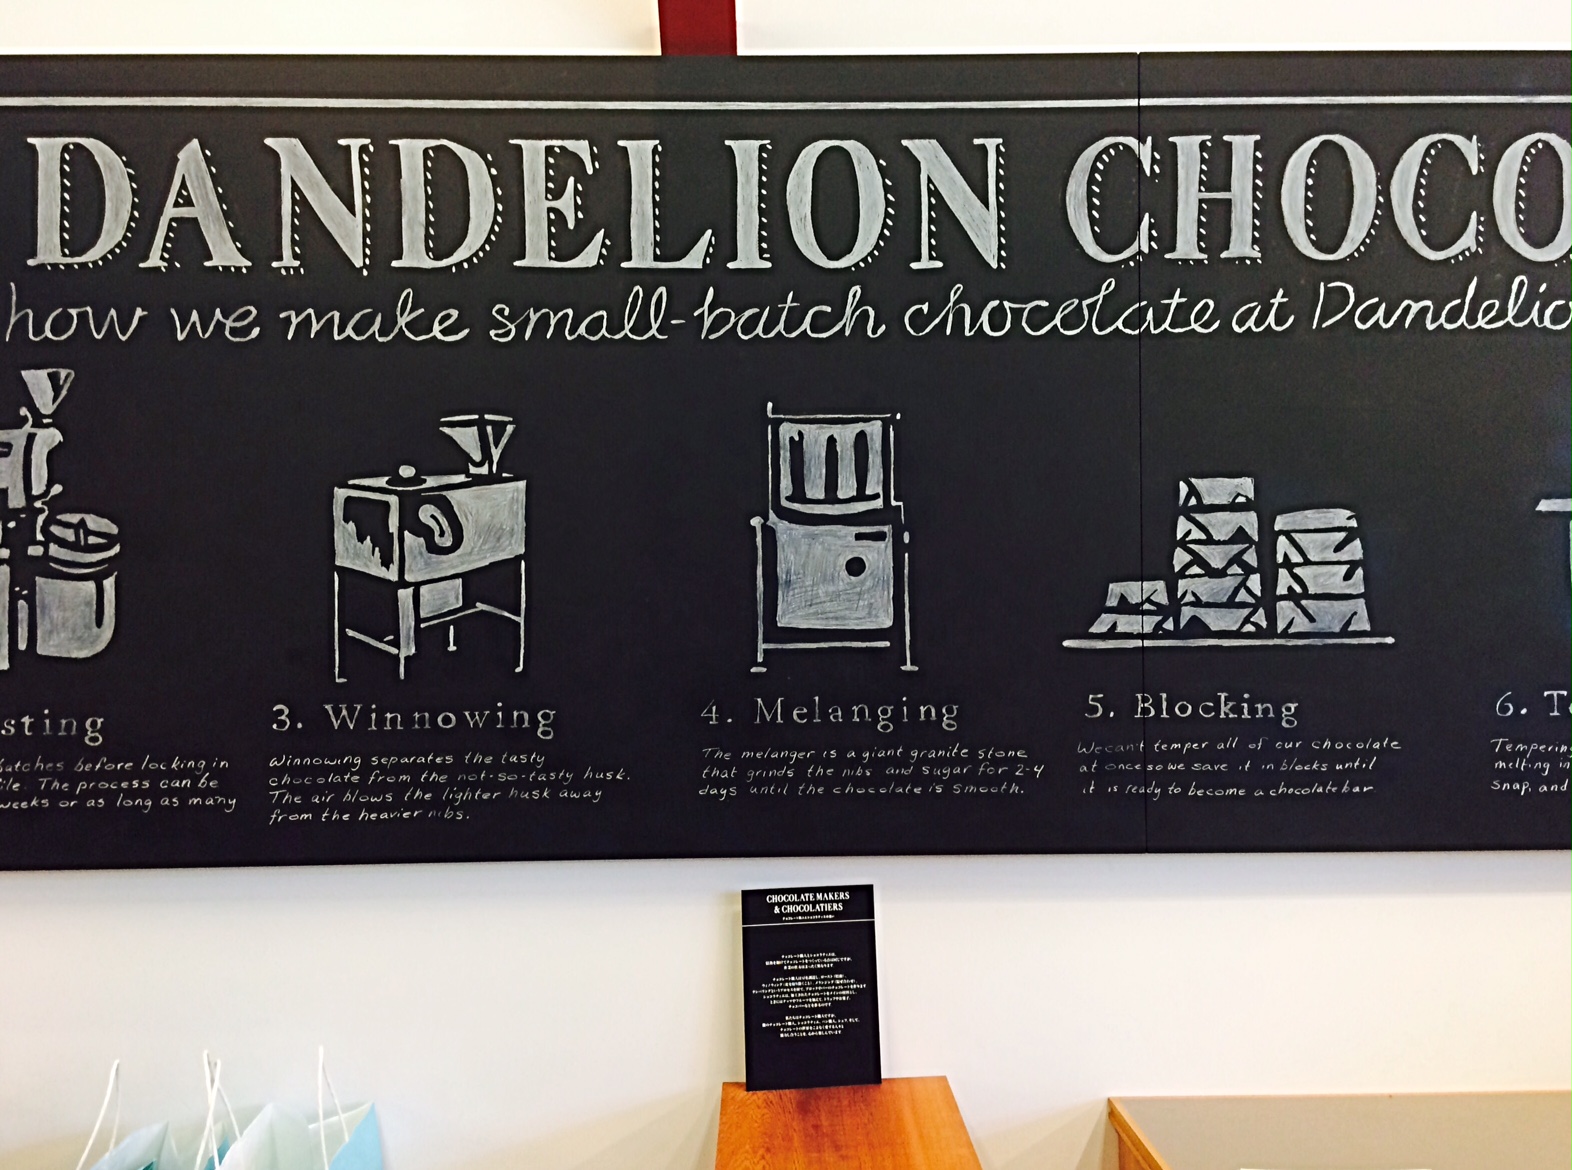 DANDELION CHOCO
how we make small-batch chocolate at Dandelio
sting
batches before locking in
ile. The process can be
weeks or as long as many
3. Winnowing
Winnowing separates the tasty
chocolate from the not-so-tasty husk.
The air blows the lighter husk away
from the heavier nibs.
4. Melanging
The melanger is a giant granite stone
that grinds the nibs and sugar for 2-4
days until the chocolate is smooth.
5. Blocking
We can't temper all of our chocolate
at once so we save it in blocks until
it is ready to become a chocolate bar
6. Te
Tempering
melting in
snap, and
CHOCOLATE MAKERS
& CHOCOLATIERS